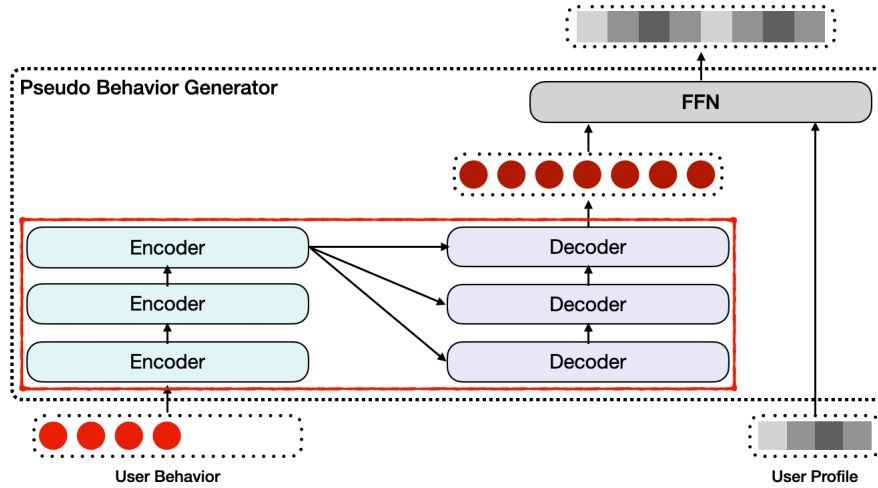 Pseudo Behavior Generator
FFN
Encoder
Decoder
Encoder
Decoder
Encoder
Decoder
User Behavior
User Profile